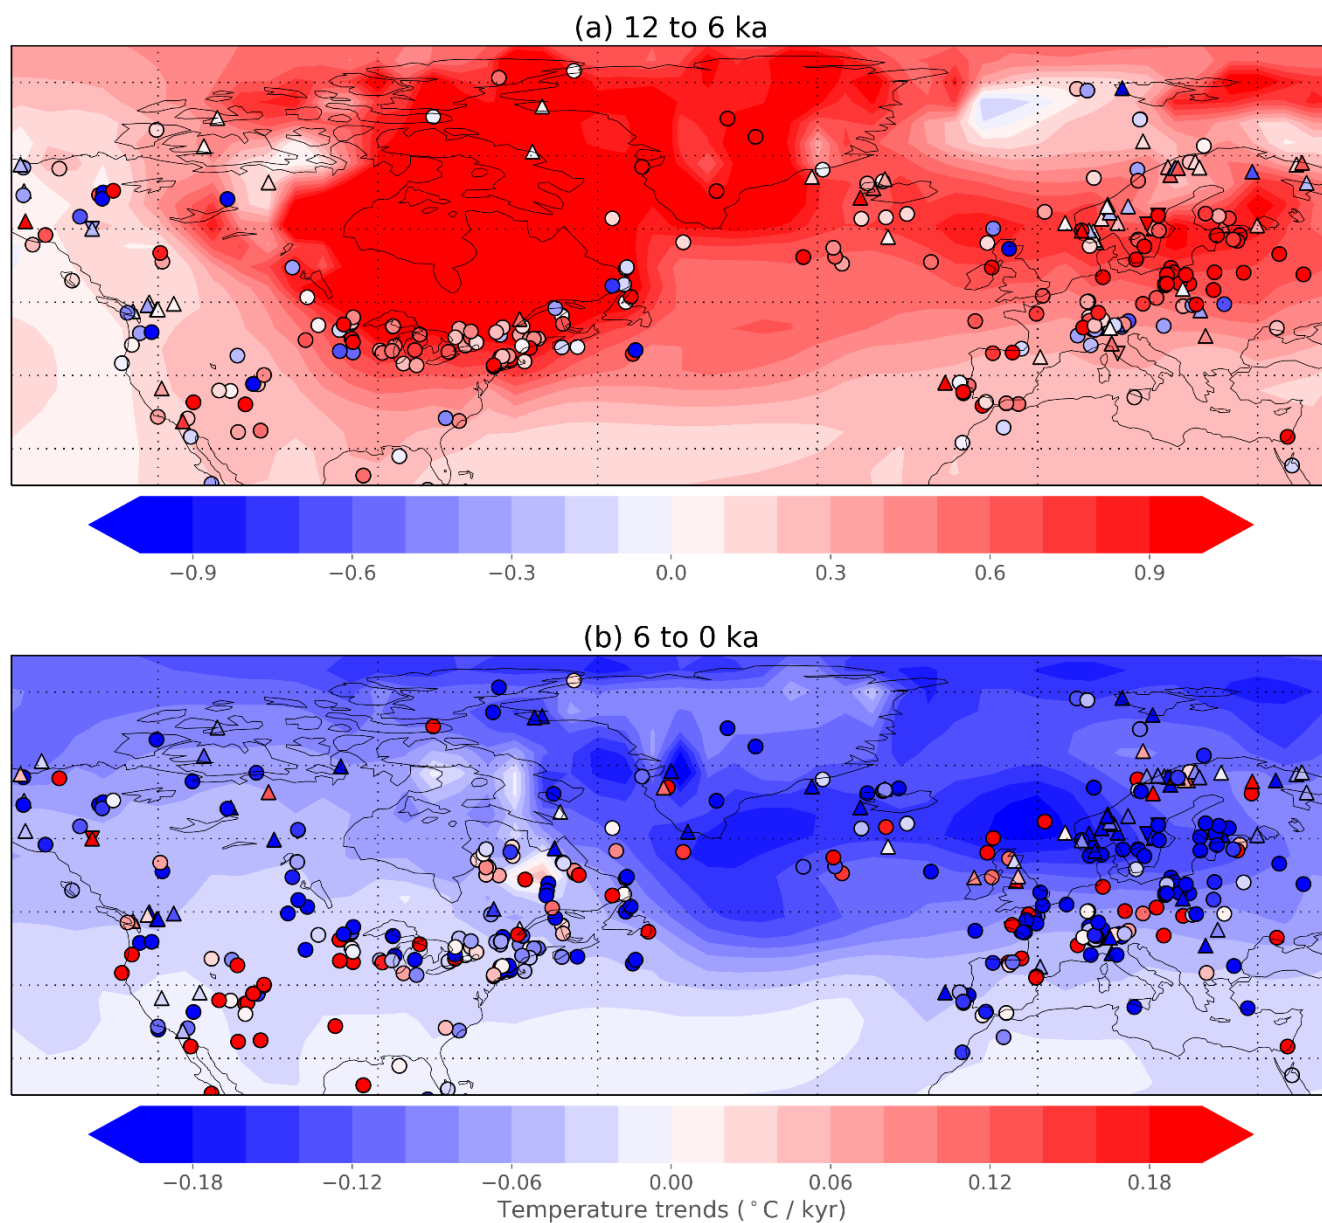 (a) 12 to 6 ka
−0.9 −0.6 −0.3 0.0 0.3 0.6 0.9
(b) 6 to 0 ka
−0.18 −0.12 −0.06 0.00 0.06 0.12 0.18
Temperature trends (°C / kyr)